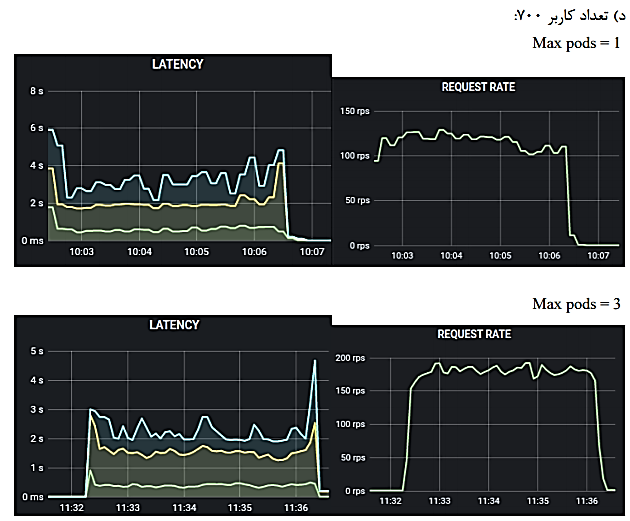 د) تعداد کاربر ۷۰۰:
Max pods = 1
LATENCY
8 s
6 s
4 s
2 s
0 ms
10:03 10:04 10:05 10:06 10:07
REQUEST RATE
150 rps
100 rps
50 rps
0 rps
10:03 10:04 10:05 10:06 10:07
Max pods = 3
LATENCY
5 s
4 s
3 s
2 s
1 s
0 ms
11:32 11:33 11:34 11:35 11:36
REQUEST RATE
200 rps
150 rps
100 rps
50 rps
0 rps
11:32 11:33 11:34 11:35 11:36